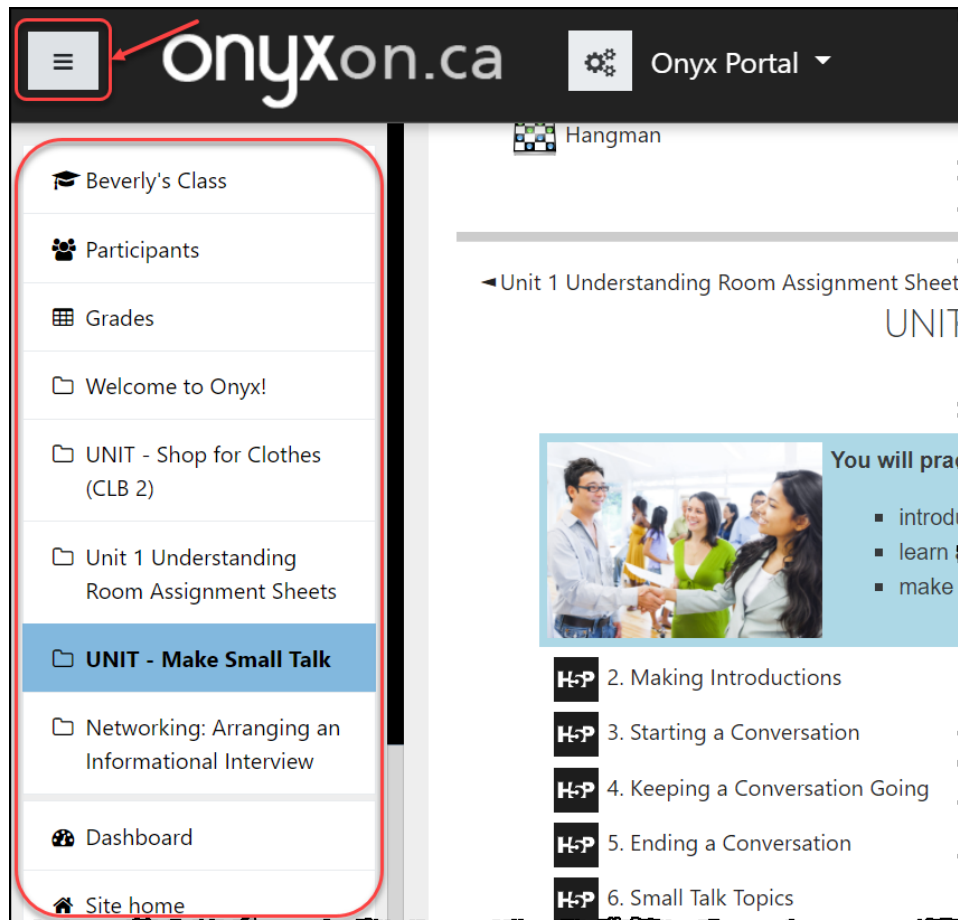 onyxon.ca
Onyx Portal
Beverly's Class
Participants
Grades
Welcome to Onyx!
UNIT - Shop for Clothes
(CLB 2)
Unit 1 Understanding
Room Assignment Sheets
UNIT - Make Small Talk
Networking: Arranging an
Informational Interview
Dashboard
Site home
Hangman
◄Unit 1 Understanding Room Assignment Sheet
UNIT
You will
▪ introdu
▪ learn
▪ make
H5P 2. Making Introductions
H5P 3. Starting a Conversation
H5P 4. Keeping a Conversation Going
H5P 5. Ending a Conversation
H5P 6. Small Talk Topics